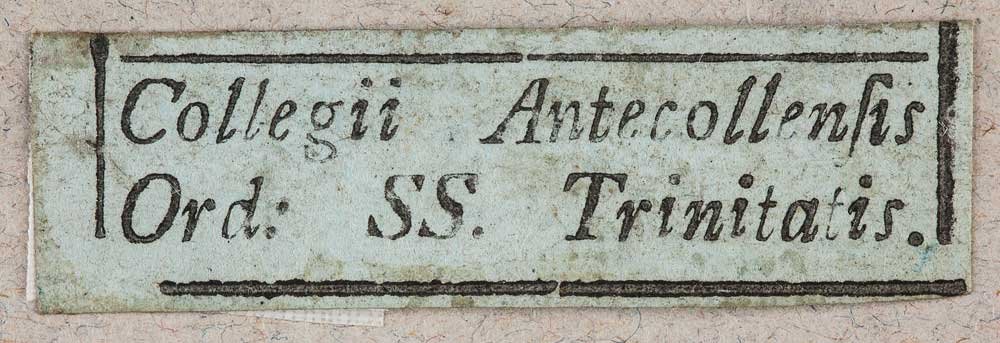 Collegii Antecollenſis
Ord: SS. Trinitatis.